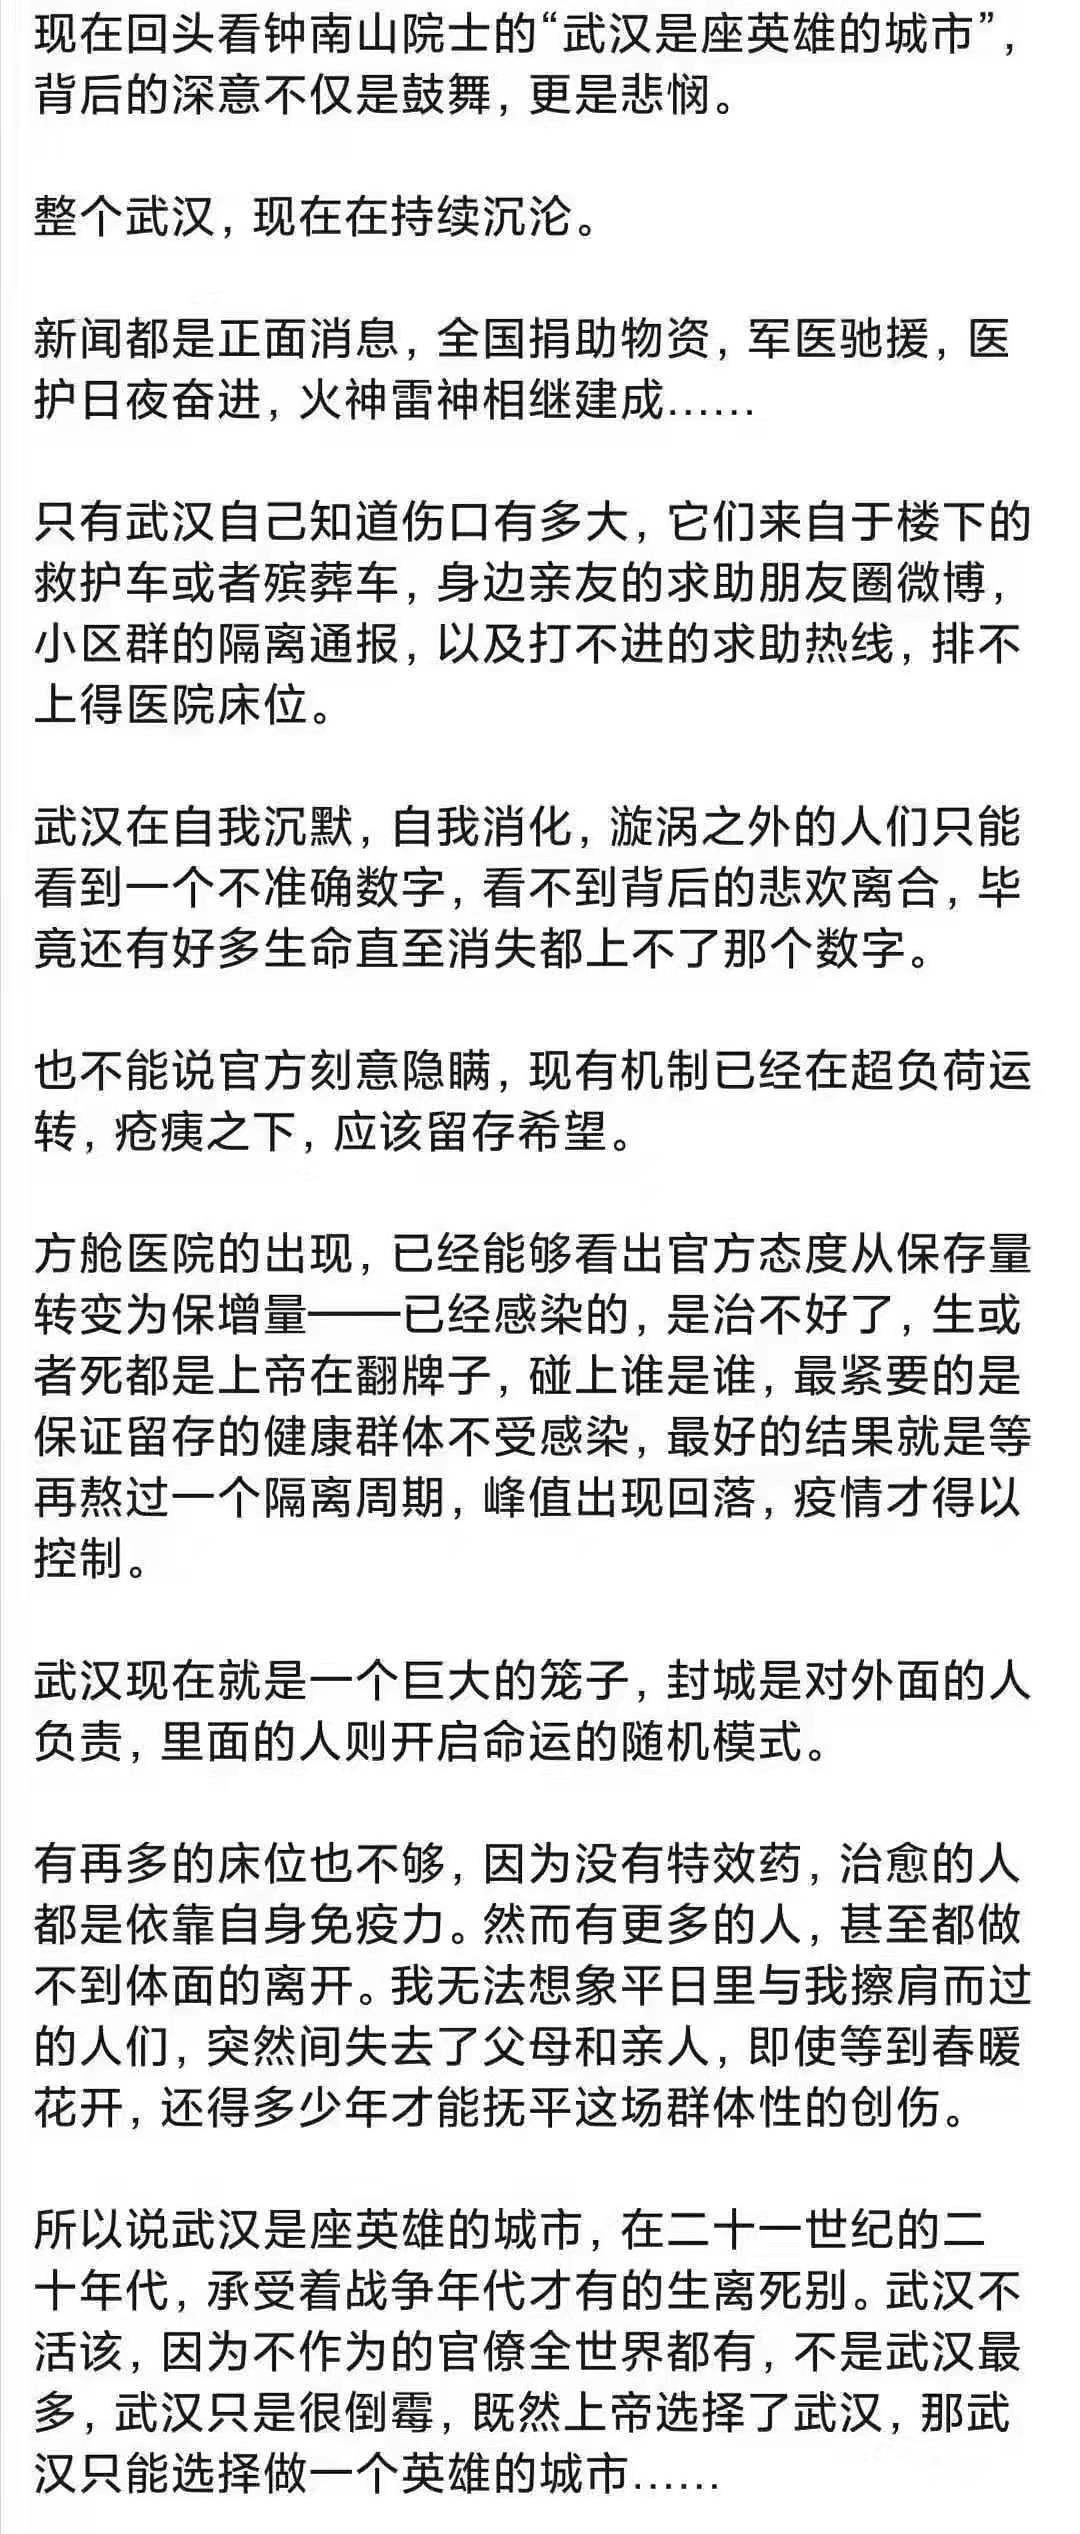 现在回头看钟南山院士的“武汉是座英雄的城市”，
背后的深意不仅是鼓舞，更是悲悯。
整个武汉，现在在持续沉沦。
新闻都是正面消息，全国捐助物资，军医驰援，医
护日夜奋进，火神雷神相继建成......
只有武汉自己知道伤口有多大，它们来自于楼下的
救护车或者殡葬车，身边亲友的求助朋友圈微博，
小区群的隔离通报，以及打不进的求助热线，排不
上得医院床位。
武汉在自我沉默，自我消化，漩涡之外的人们只能
看到一个不准确数字，看不到背后的悲欢离合，毕
竟还有好多生命直至消失都上不了那个数字。
也不能说官方刻意隐瞒，现有机制已经在超负荷运
转，疮痍之下，应该留存希望。
方舱医院的出现，已经能够看出官方态度从保存量
转变为保增量——已经感染的，是治不好了，生或
者死都是上帝在翻牌子，碰上谁是谁，最紧要的是
保证留存的健康群体不受感染，最好的结果就是等
再熬过一个隔离周期，峰值出现回落，疫情才得以
控制。
武汉现在就是一个巨大的笼子，封城是对外面的人
负责，里面的人则开启命运的随机模式。
有再多的床位也不够，因为没有特效药，治愈的人
都是依靠自身免疫力。然而有更多的人，甚至都做
不到体面的离开。我无法想象平日里与我擦肩而过
的人们，突然间失去了父母和亲人，即使等到春暖
花开，还得多少年才能抚平这场群体性的创伤。
所以说武汉是座英雄的城市，在二十一世纪的二
十年代，承受着战争年代才有的生离死别。武汉不
活该，因为不作为的官僚全世界都有，不是武汉最
多，武汉只是很倒霉，既然上帝选择了武汉，那武
汉只能选择做一个英雄的城市......